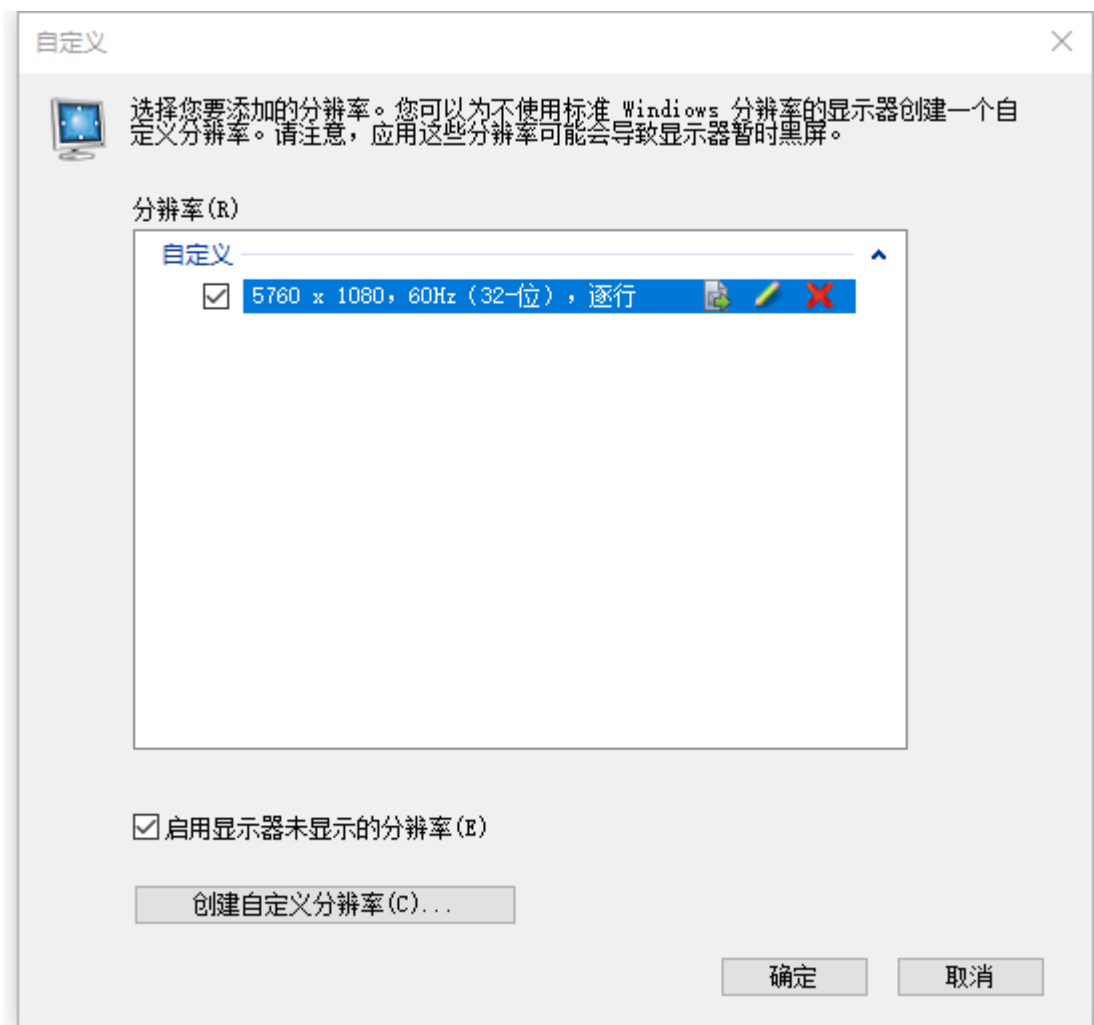 自定义
选择您要添加的分辨率。您可以为不使用标准 Windiows 分辨率的显示器创建一个自
定义分辨率。请注意，应用这些分辨率可能会导致显示器暂时黑屏。
分辨率(R)
自定义
5760 x 1080，60Hz (32-位)，逐行
启用显示器未显示的分辨率(E)
创建自定义分辨率(C)...
确定 取消